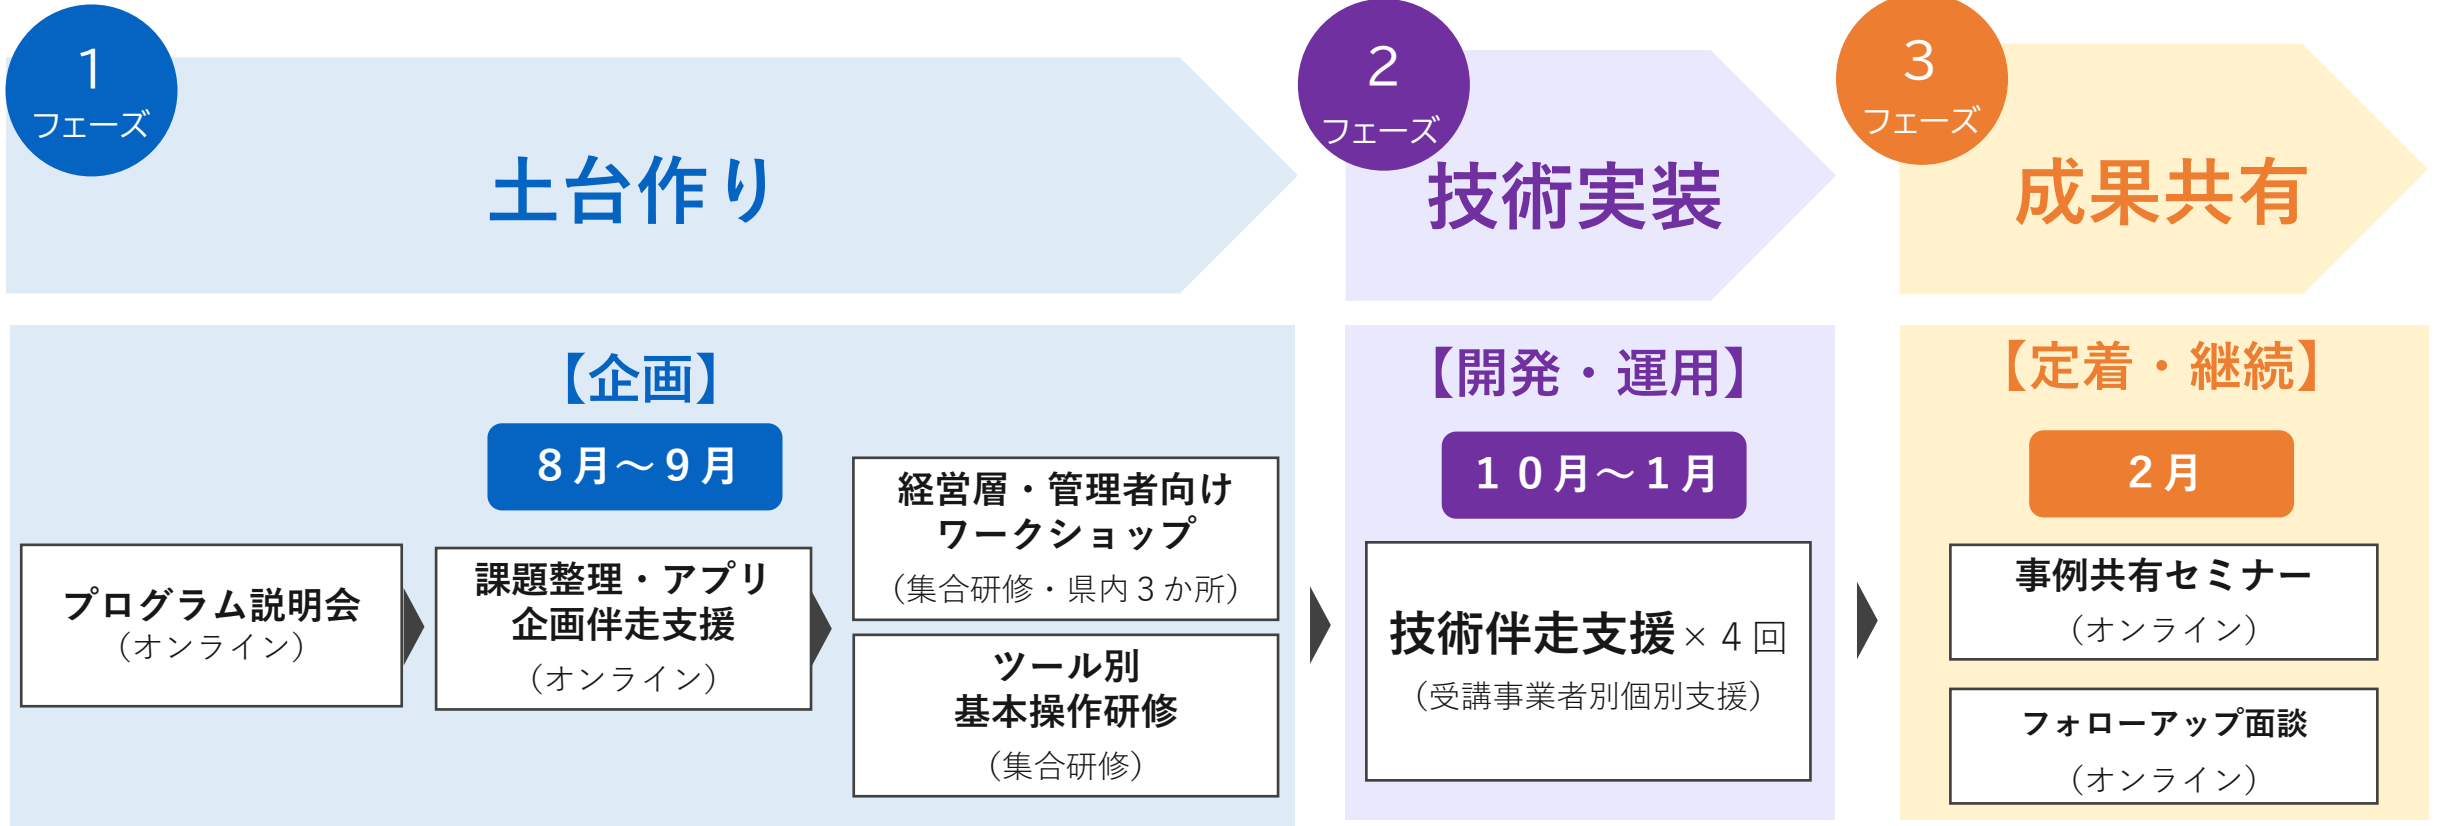 1
フェーズ
土台作り
2
フェーズ
技術実装
3
フェーズ
成果共有
【企画】
８月～９月
プログラム説明会
（オンライン）
課題整理・アプリ
企画伴走支援
（オンライン）
経営層・管理者向け
ワークショップ
（集合研修・県内３か所）
ツール別
基本操作研修
（集合研修）
【開発・運用】
１０月～１月
技術伴走支援×４回
（受講事業者別個別支援）
【定着・継続】
２月
事例共有セミナー
（オンライン）
フォローアップ面談
（オンライン）